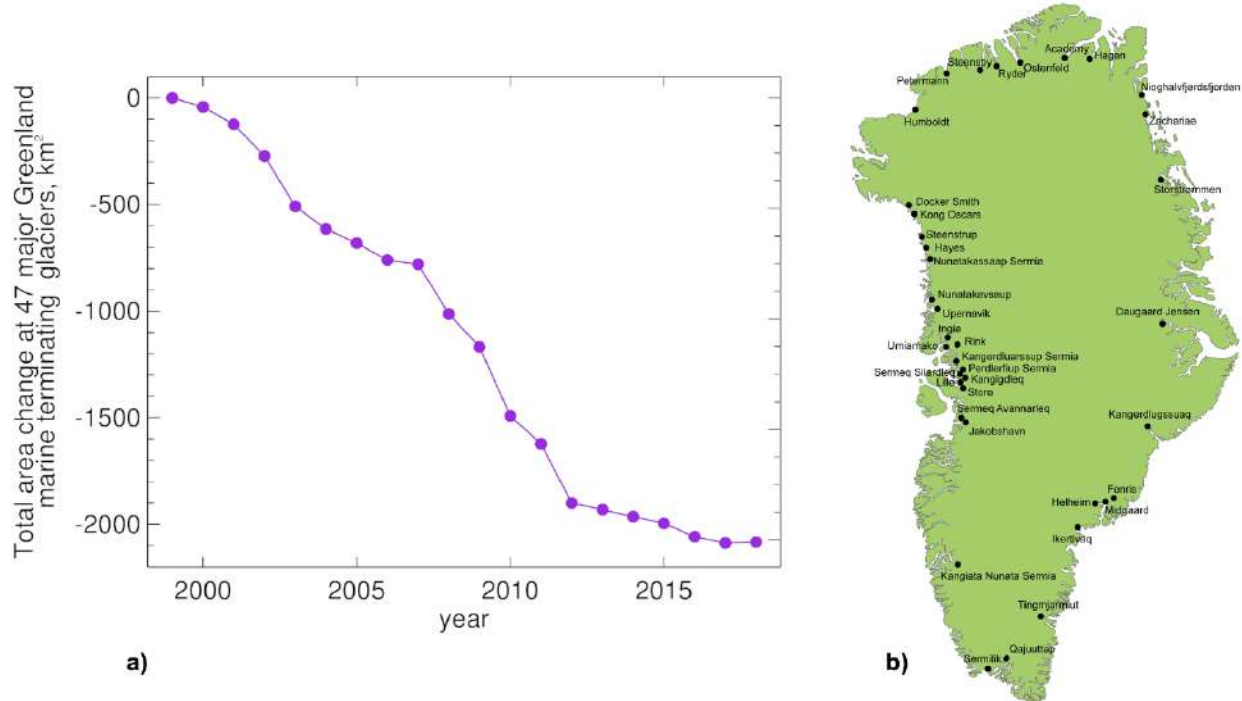 Total area change at 47 major Greenland
marine terminating glaciers, km²
0
-500
-1000
-1500
-2000
2000
2005
2010
2015
year
a)
Academy
Hagen
Steensby
Ryder
Ostenfeld
Petermann
Nioghalvfjerdsfjorden
Humboldt
Zachariae
Storstrømmen
Docker Smith
Kong Oscars
Steenstrup
Hayes
Nunatakassaap Sermia
Nunatakavsaup
Upernavik
Daugaard Jensen
Ingia
Umiamako
Rink
Kangerdluarssup Sermia
Sermeq Silardleq
Perdlerfiup Sermia
Lille
Kangigdleq
Store
Sermeq Avannarleq
Jakobshavn
Kangerdlugssuaq
Fenris
Helheim
Midgaard
Ikertivaq
Kangiata Nunata Sermia
Tingmjarmiut
Qajuuttap
Sermilik
b)